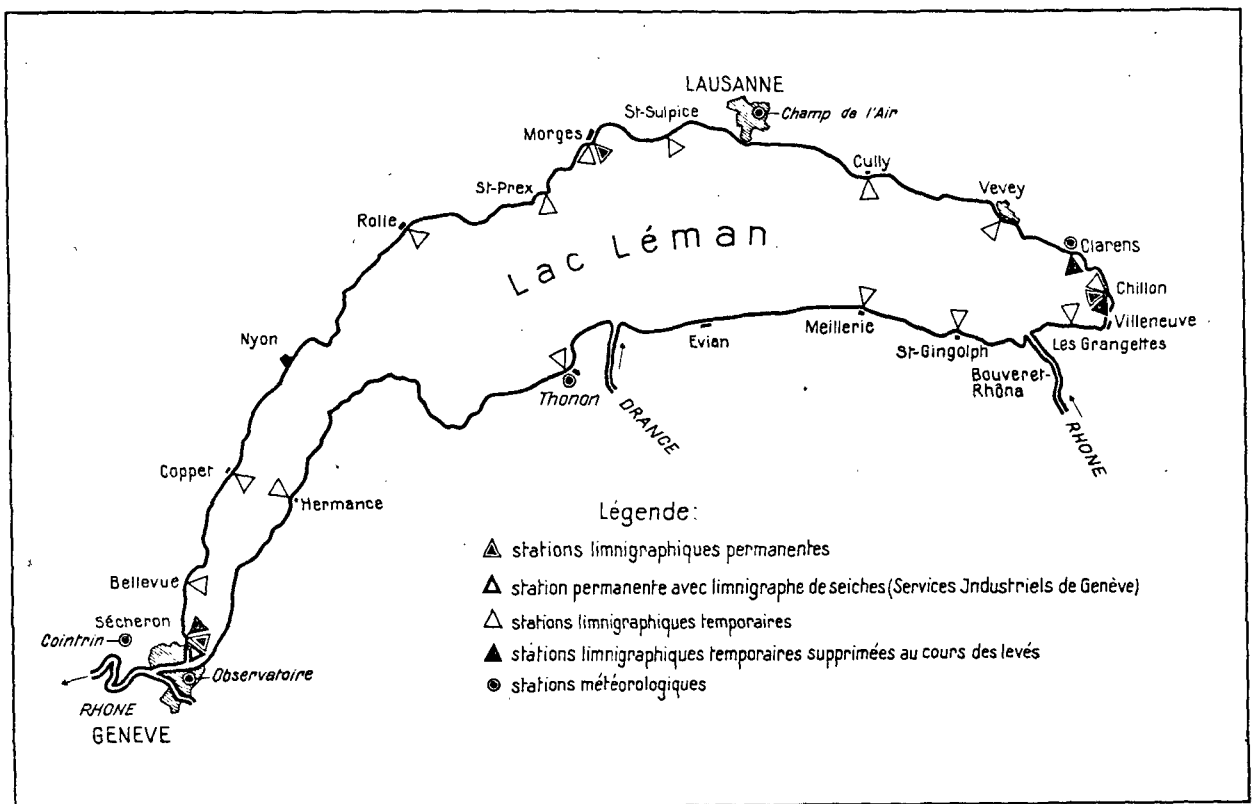 LAUSANNE
Champ de l'Air
St-Sulpice
Morges
Cully
St-Prex
Vevey
Rolle
Clarens
Lac Léman
Chillon
Villeneuve
Nyon
Meillerie
Evian
St-Gingolph
Les Grangettes
Bouveret-
Rhôna
Thonon
DRANCE
RHONE
Coppet
Hermance
Légende:
stations limnigraphiques permanentes
station permanente avec limnigraphe de seiches (Services Jndustriels de Genève)
stations limnigraphiques temporaires
stations limnigraphiques temporaires supprimées au cours des levés
stations météorologiques
Bellevue
Sécheron
Cointrin
Observatoire
RHONE
GENEVE